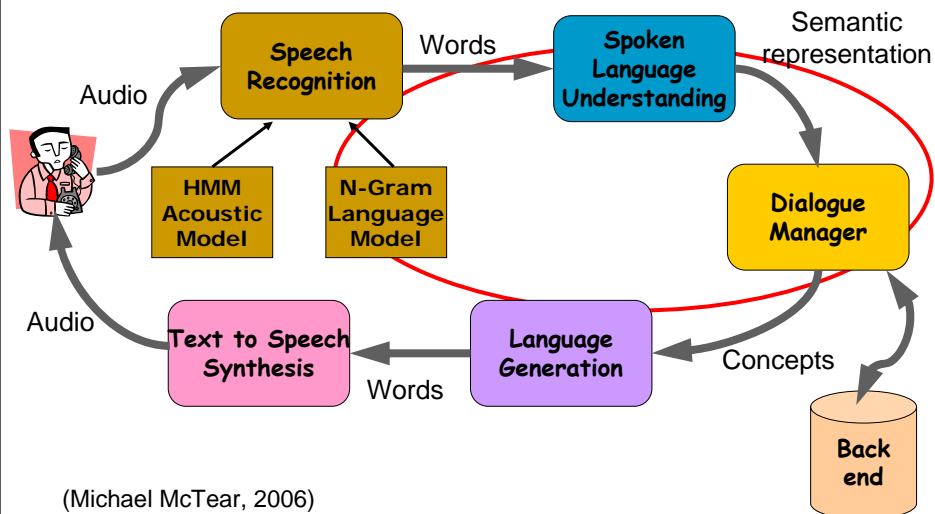 Speech
Recognition
Words
Spoken
Language
Understanding
Semantic
representation
Audio
HMM
Acoustic
Model
N-Gram
Language
Model
Dialogue
Manager
Audio
Text to Speech
Synthesis
Words
Language
Generation
Concepts
Back
end
(Michael McTear, 2006)